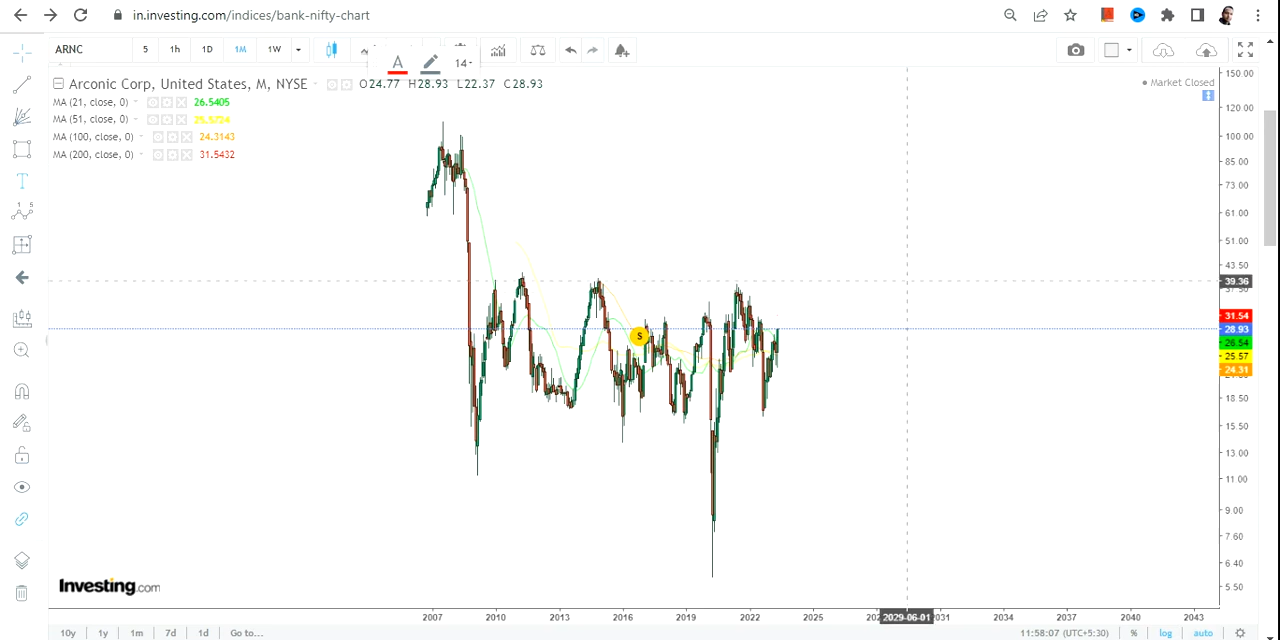 in.investing.com/indices/bank-nifty-chart
ARNC 5 1h 1D 1M 1W
A 14
Arconic Corp, United States, M, NYSE O24.77 H28.93 L22.37 C28.93
Market Closed
MA (21, close, 0) 26.5405
MA (51, close, 0)
MA (100, close, 0) 24.3143
MA (200, close, 0) 31.5432
150.00
120.00
100.00
85.00
73.00
61.00
51.00
43.50
39.36
31.54
28.93
26.54
25.57
24.31
18.50
15.50
13.00
11.00
9.00
7.60
6.40
5.50
S
Investing.com
2007 2010 2013 2016 2019 2022 2025 2029-06-01 2031 2034 2037 2040 2043
10y 1y 1m 7d 1d Go to... 11:58:07 (UTC+5:30) % log auto